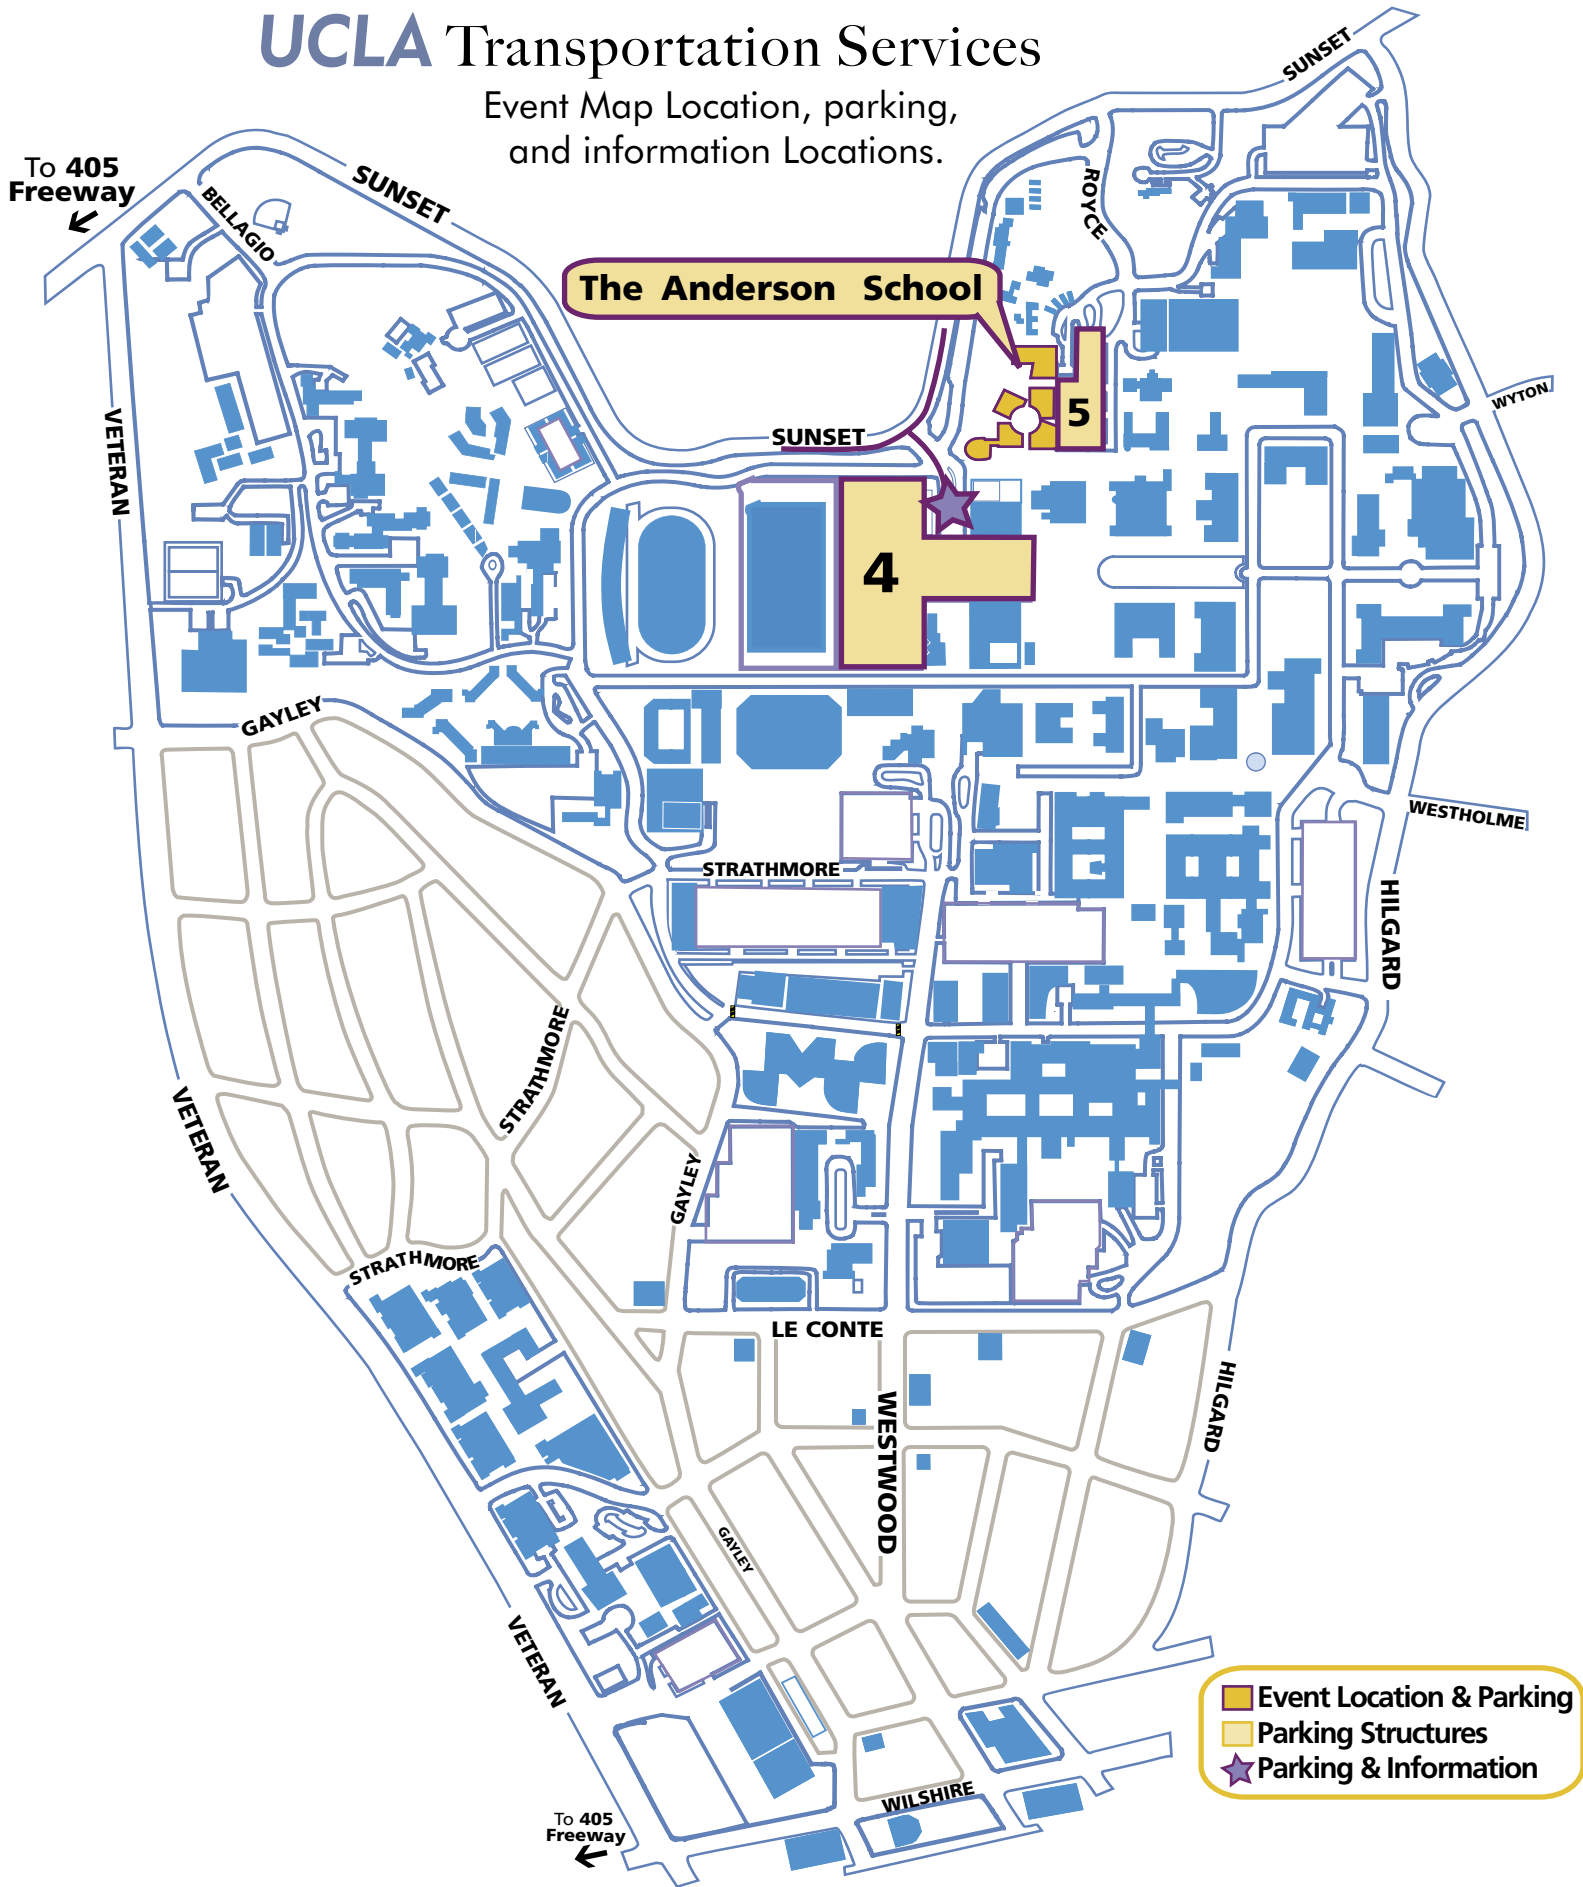 UCLA Transportation Services
Event Map Location, parking,
and information Locations.
SUNSET
To 405
Freeway
SUNSET
BELLAGIO
ROYCE
The Anderson School
5
WYTON
VETERAN
SUNSET
4
GAYLEY
WESTHOLME
STRATHMORE
HILGARD
STRATHMORE
VETERAN
GAYLEY
STRATHMORE
LE CONTE
HILGARD
WESTWOOD
GAYLEY
VETERAN
Event Location & Parking
Parking Structures
Parking & Information
WILSHIRE
To 405
Freeway